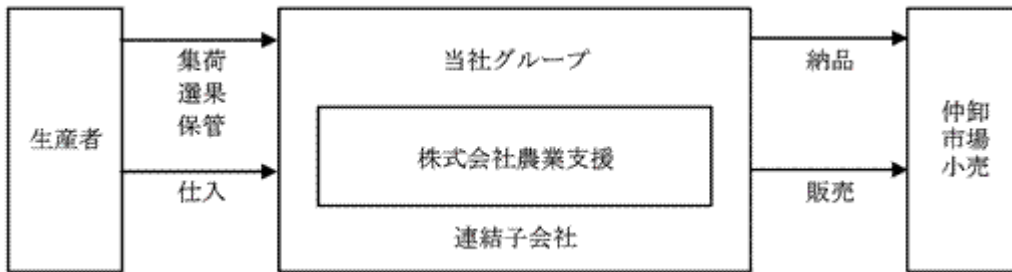 生産者
集荷
選果
保管
仕入
当社グループ
株式会社農業支援
連結子会社
納品
販売
仲卸
市場
小売